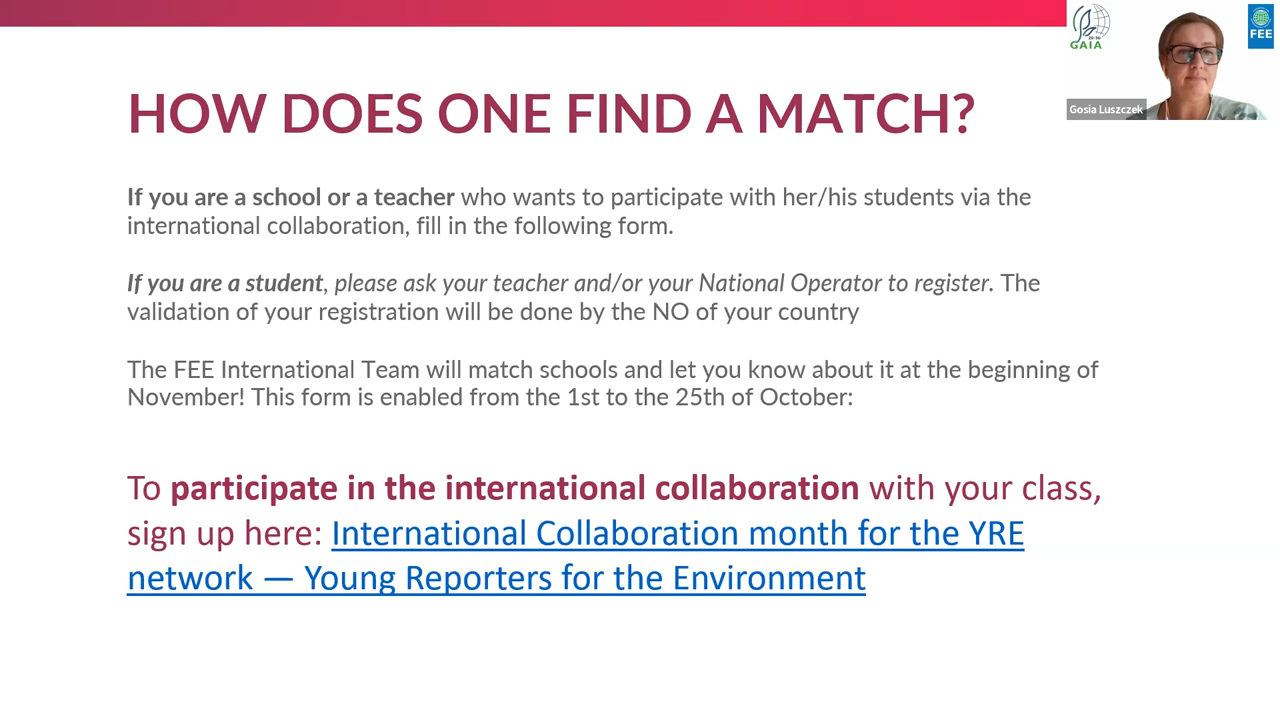 GAIA
FEE
Gosia Luszczek
HOW DOES ONE FIND A MATCH?
If you are a school or a teacher who wants to participate with her/his students via the
international collaboration, fill in the following form.
If you are a student, please ask your teacher and/or your National Operator to register. The
validation of your registration will be done by the NO of your country
The FEE International Team will match schools and let you know about it at the beginning of
November! This form is enabled from the 1st to the 25th of October:
To participate in the international collaboration with your class,
sign up here: International Collaboration month for the YRE
network — Young Reporters for the Environment